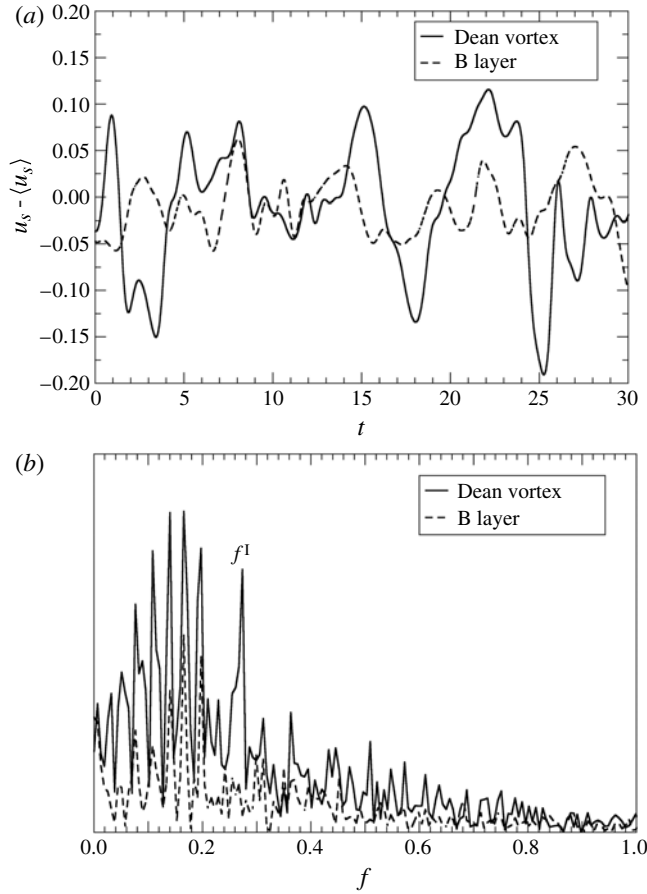 (a)
0.20
0.15
0.10
0.05
0.00
−0.05
−0.10
−0.15
−0.20
u_s - ⟨u_s⟩
Dean vortex
B layer
0 5 10 15 20 25 30
t
(b)
Dean vortex
B layer
f^I
0.0 0.2 0.4 0.6 0.8 1.0
f